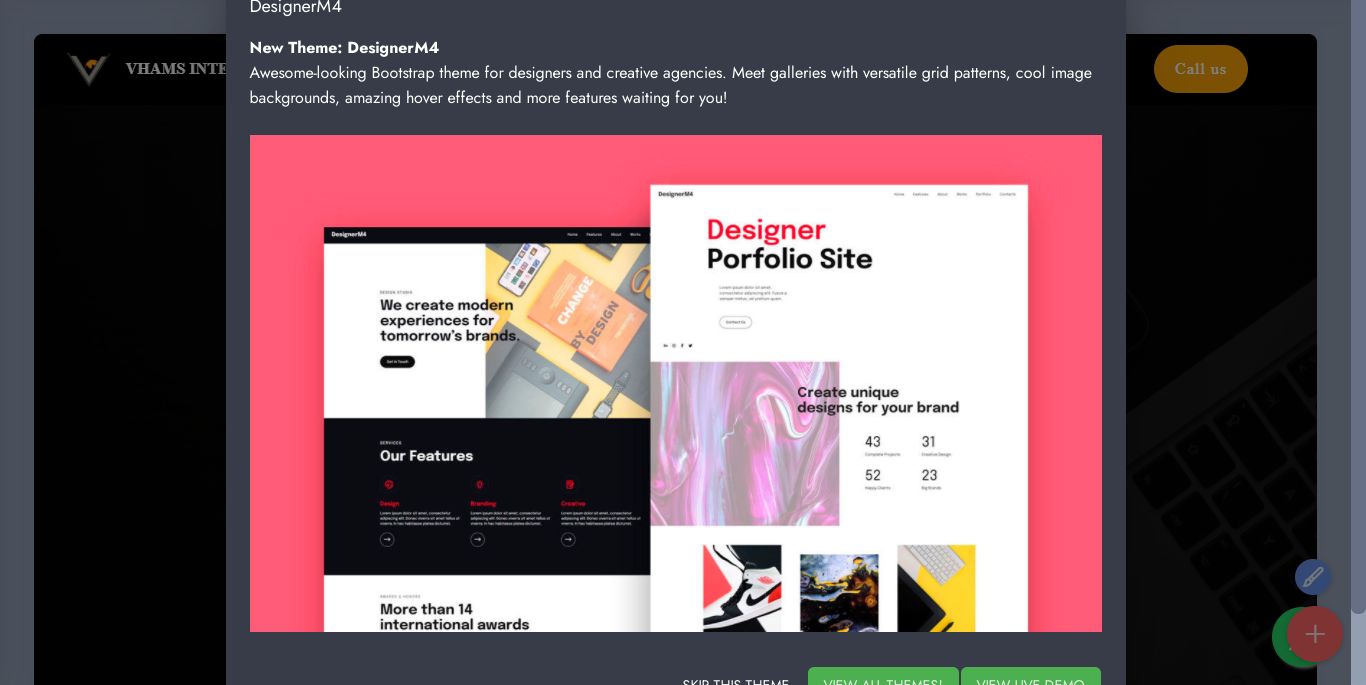 DesignerM4
New Theme: DesignerM4
Awesome-looking Bootstrap theme for designers and creative agencies. Meet galleries with versatile grid patterns, cool image
backgrounds, amazing hover effects and more features waiting for you!
VHAMS INTE
Call us
DesignerM4
Home Features About Works
DESIGN STUDIO
We create modern
experiences for
tomorrow's brands.
Get in Touch
CHANGE
BY
DESIGN
SERVICES
Our Features
Design
Branding
Creative
AWARDS & HONORS
More than 14
international awards
DesignerM4
Home Features About Works Portfolio Contacts
Designer
Porfolio Site
Contact Us
Create unique
designs for your brand
43
31
Complete Projects
Creative Design
52
23
Happy Clients
Big Brands
SKIP THIS THEME
VIEW ALL THEMES!
VIEW LIVE DEMO